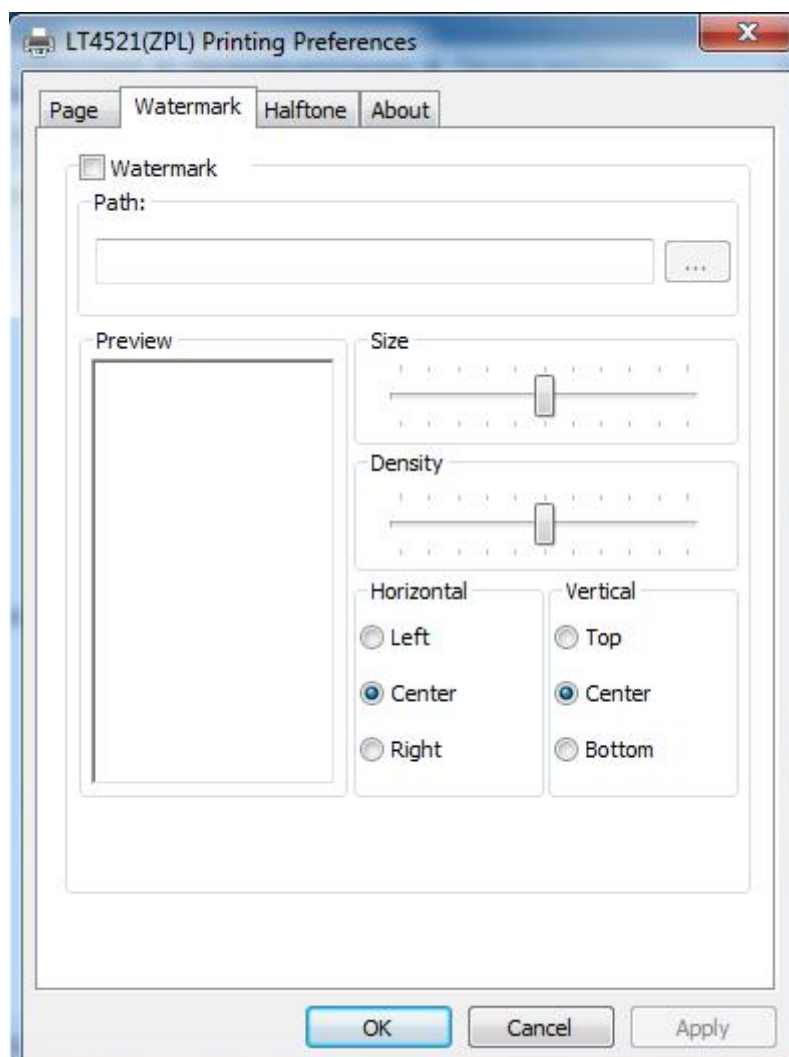 LT4521(ZPL) Printing Preferences
Page Watermark Halftone About
Watermark
Path:
...
Preview
Size
Density
Horizontal
Left
Center
Right
Vertical
Top
Center
Bottom
OK Cancel Apply